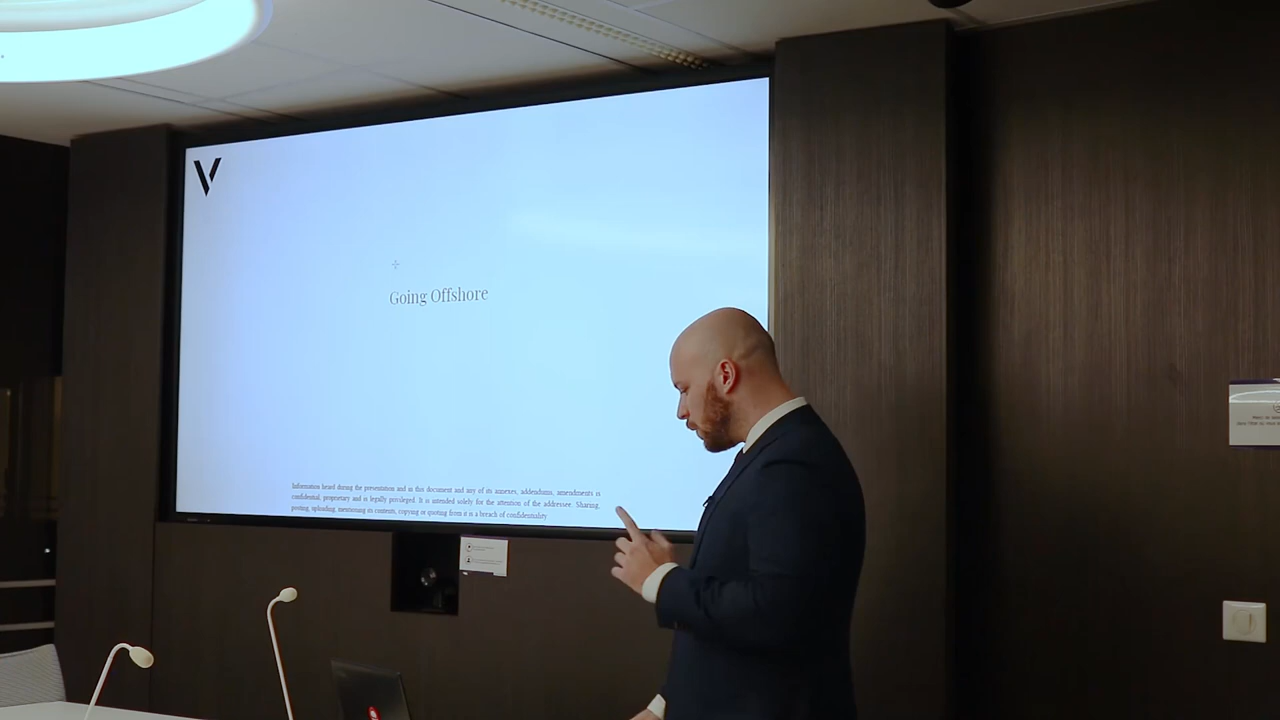 V
Going Offshore
Information heard during the presentation and in this document and any of its annexes, addendums, amendments is
confidential, proprietary and is legally privileged. It is intended solely for the attention of the addressee. Sharing,
posting, uploading, mentioning its contents, copying or quoting from it is a breach of confidentiality